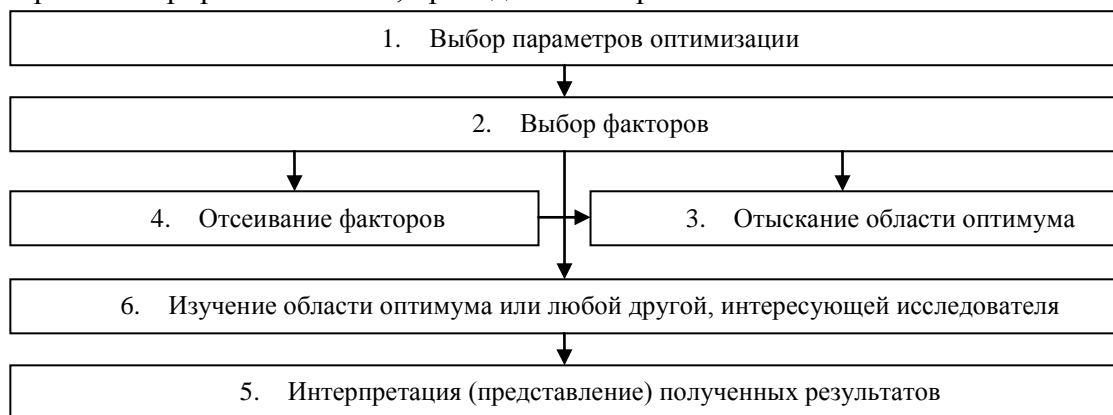 1. Выбор параметров оптимизации
2. Выбор факторов
4. Отсеивание факторов
3. Отыскание области оптимума
6. Изучение области оптимума или любой другой, интересующей исследователя
5. Интерпретация (представление) полученных результатов